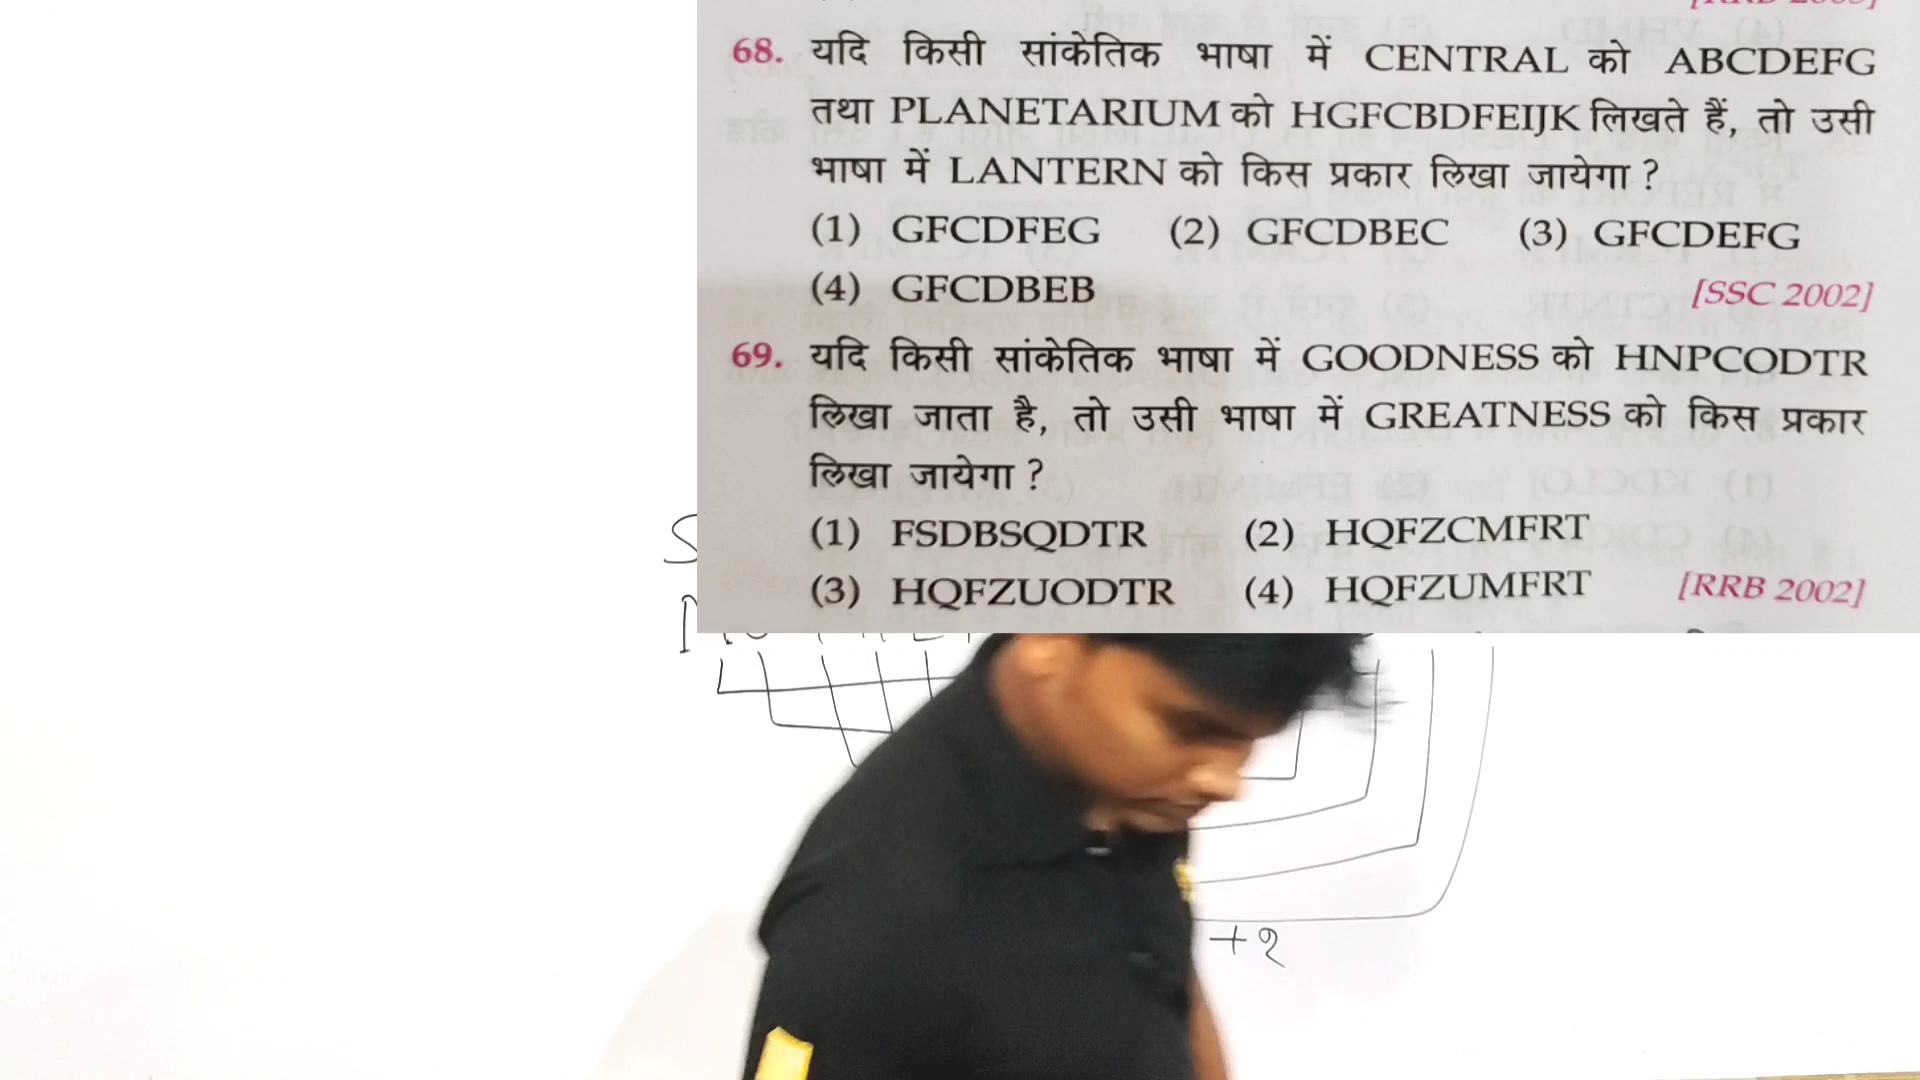 68. यदि किसी सांकेतिक भाषा में CENTRAL को ABCDEFG
तथा PLANETARIUM को HGFCBDFEIJK लिखते हैं, तो उसी
भाषा में LANTERN को किस प्रकार लिखा जायेगा ?
(1) GFCDFEG (2) GFCDBEC (3) GFCDEFG
(4) GFCDBEB [SSC 2002]
69. यदि किसी सांकेतिक भाषा में GOODNESS को HNPCODTR
लिखा जाता है, तो उसी भाषा में GREATNESS को किस प्रकार
लिखा जायेगा ?
(1) FSDBSQDTR (2) HQFZCMFRT
(3) HQFZUODTR (4) HQFZUMFRT [RRB 2002]
+2